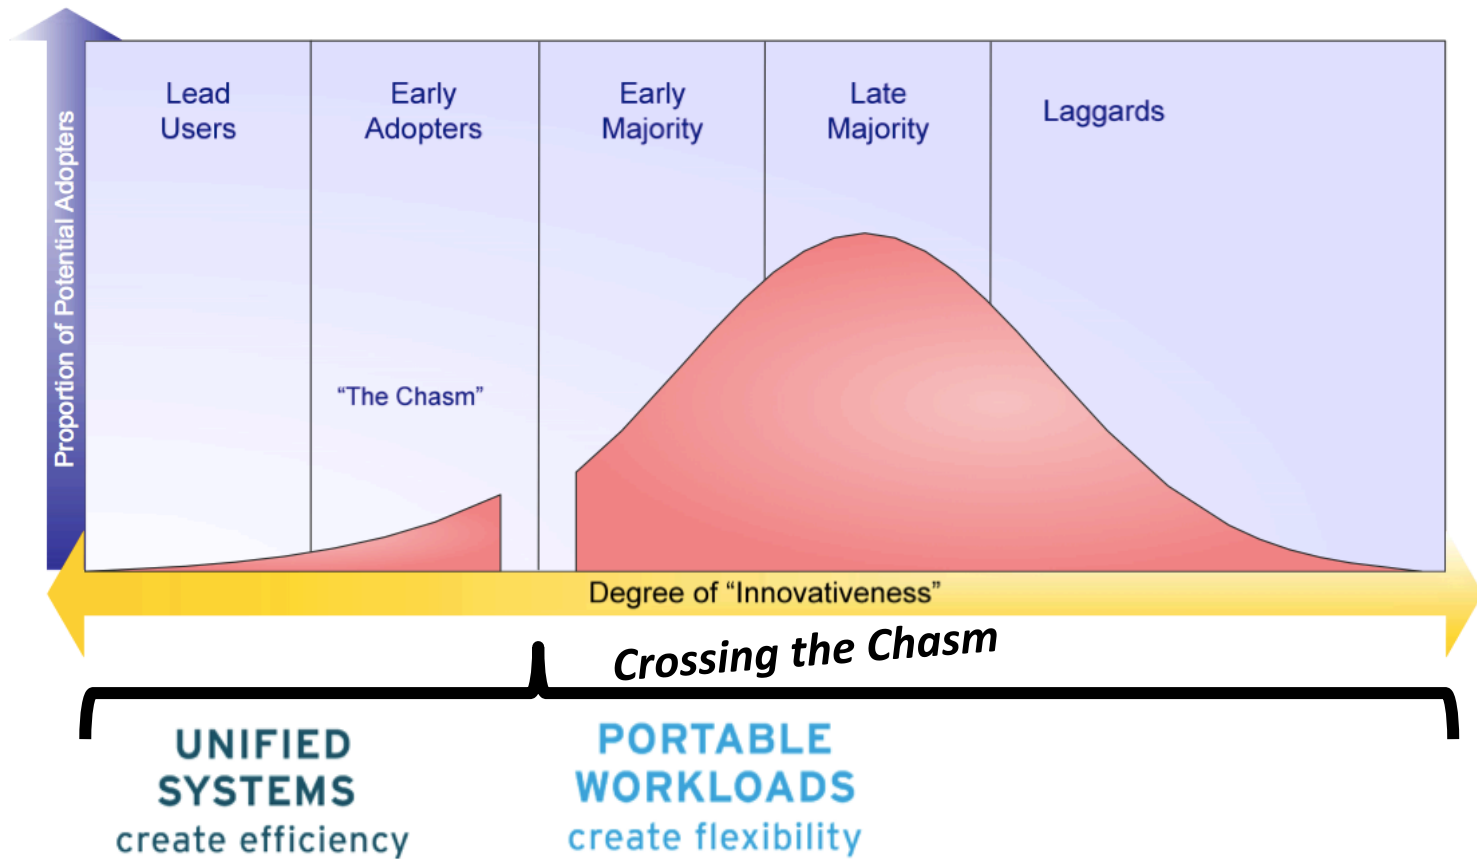 Proportion of Potential Adopters
Lead
Users
Early
Adopters
Early
Majority
Late
Majority
Laggards
“The Chasm”
Degree of “Innovativeness”
Crossing the Chasm
UNIFIED
SYSTEMS
create efficiency
PORTABLE
WORKLOADS
create flexibility